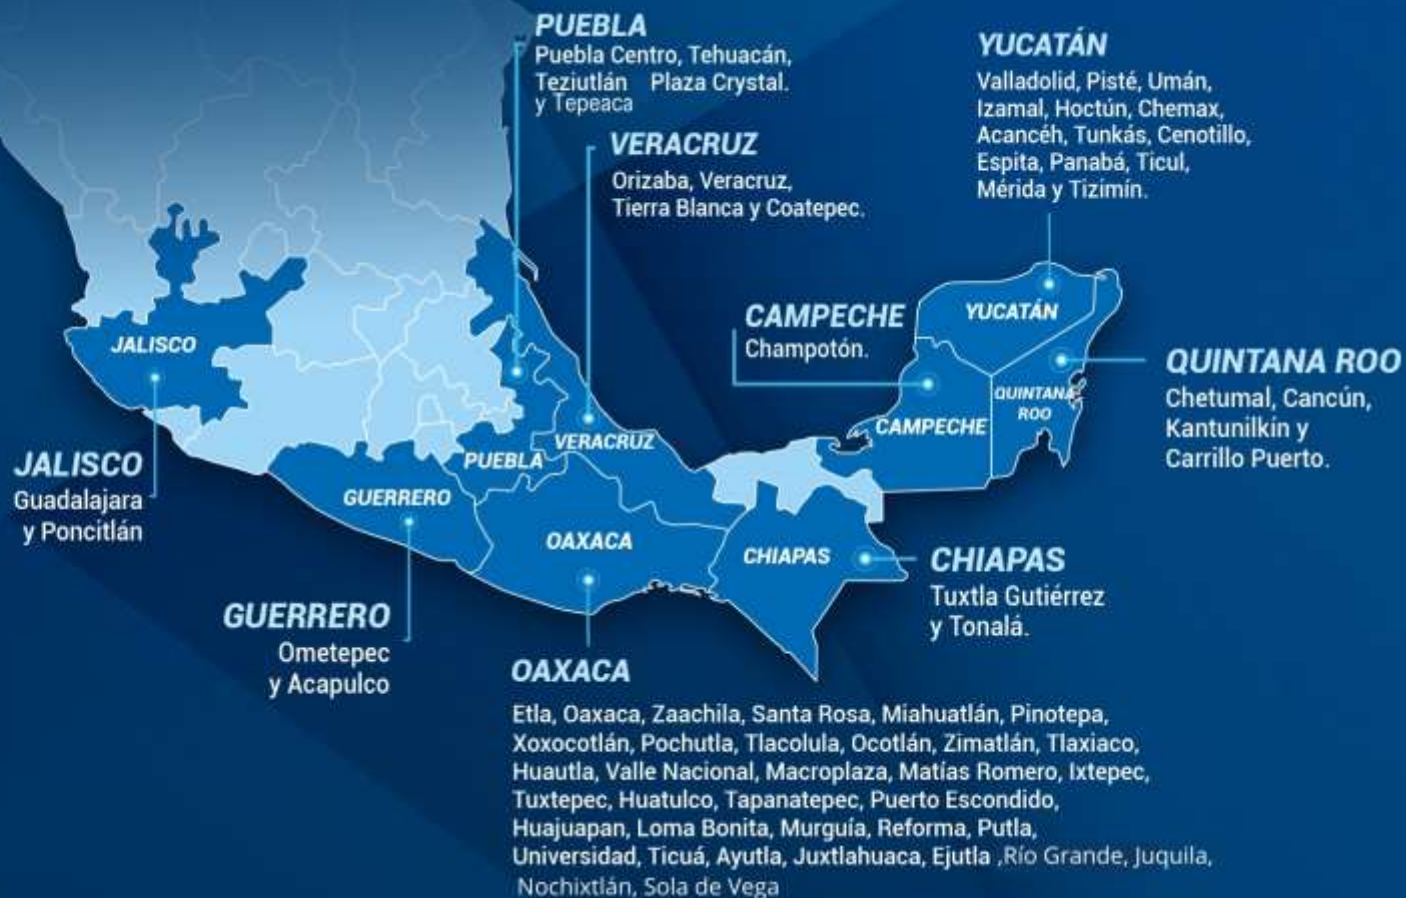 PUEBLA
Puebla Centro, Tehuacán,
Teziutlán Plaza Crystal.
y Tepeaca
VERACRUZ
Orizaba, Veracruz,
Tierra Blanca y Coatepec.
YUCATÁN
Valladolid, Pisté, Umán,
Izamal, Hoctún, Chemax,
Acancéh, Tunkás, Cenotillo,
Espita, Panabá, Ticul,
Mérida y Tizimín.
CAMPECHE
Champotón.
QUINTANA ROO
Chetumal, Cancún,
Kantunilkín y
Carrillo Puerto.
JALISCO
YUCATÁN
QUINTANA
ROO
CAMPECHE
VERACRUZ
PUEBLA
GUERRERO
OAXACA
CHIAPAS
JALISCO
Guadalajara
y Poncitlán
GUERRERO
Ometepec
y Acapulco
CHIAPAS
Tuxtla Gutiérrez
y Tonalá.
OAXACA
Etla, Oaxaca, Zaachila, Santa Rosa, Miahuatlán, Pinotepa,
Xoxocotlán, Pochutla, Tlacolula, Ocotlán, Zimatlán, Tlaxiaco,
Huautla, Valle Nacional, Macroplaza, Matías Romero, Ixtepec,
Tuxtepec, Huatulco, Tapanatepec, Puerto Escondido,
Huajuapan, Loma Bonita, Murguía, Reforma, Putla,
Universidad, Ticuá, Ayutla, Juxtlahuaca, Ejutla ,Río Grande, Juquila,
Nochixtlán, Sola de Vega